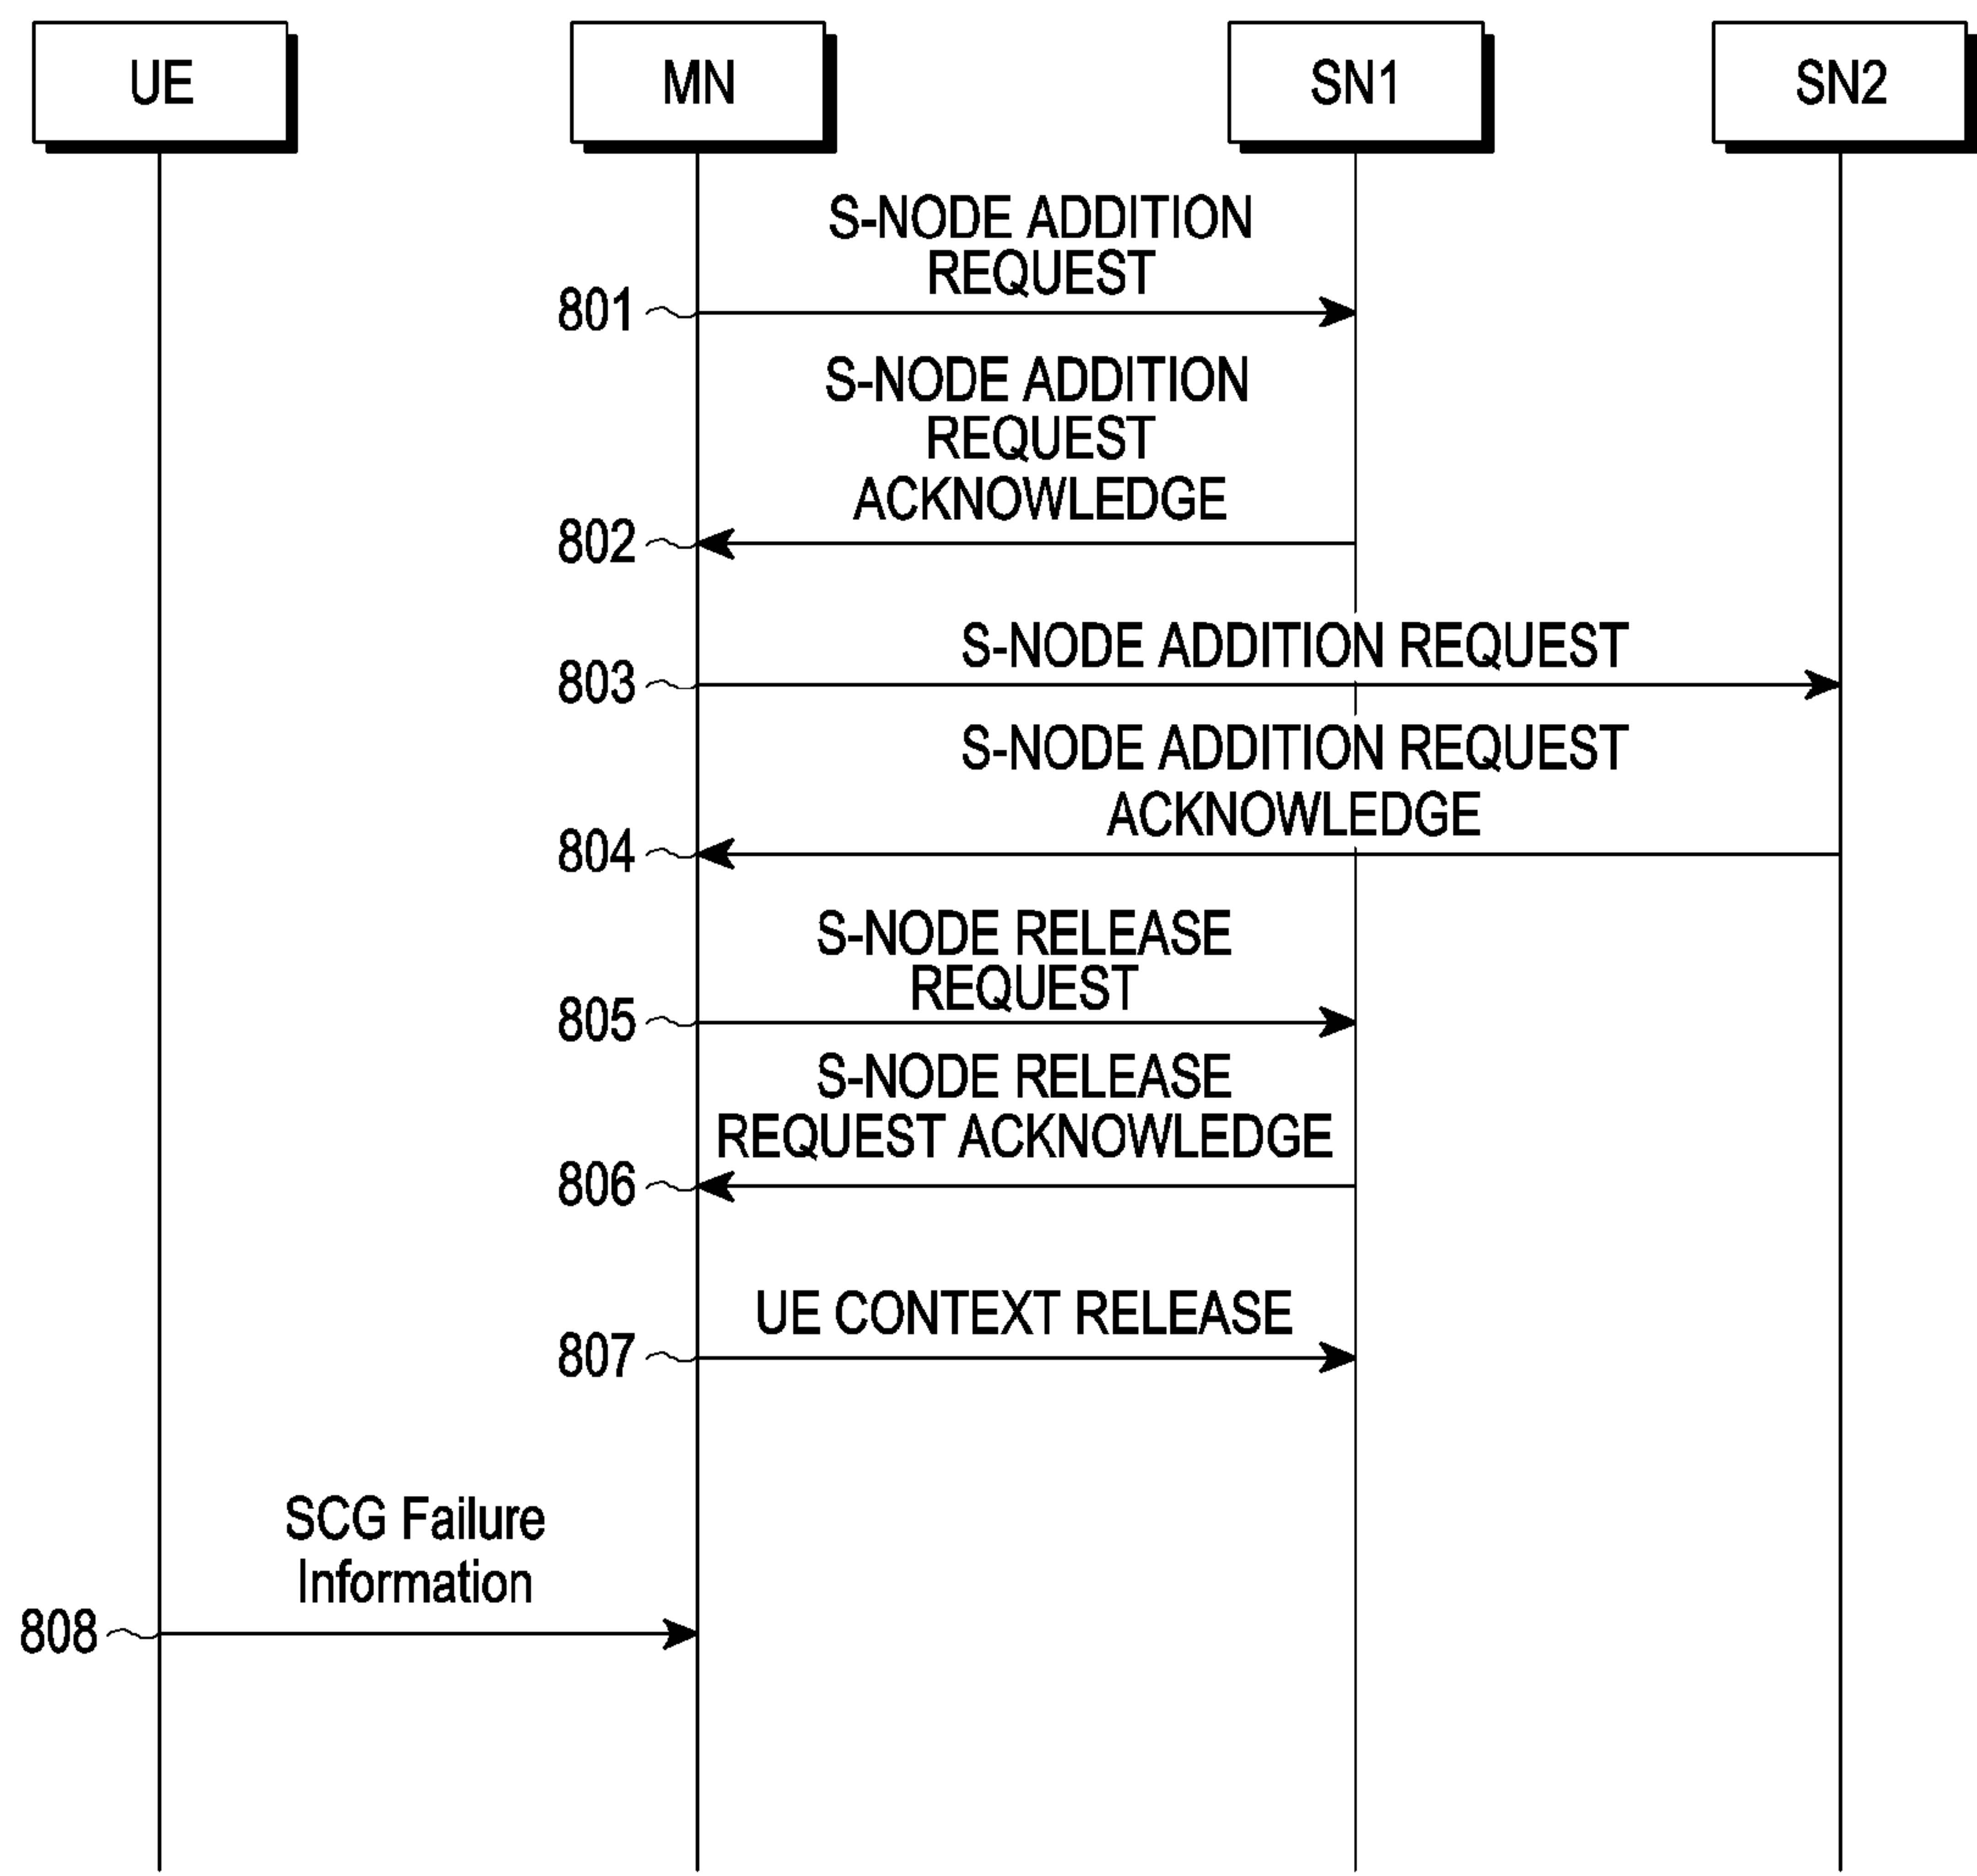 UE
MN
SN1
SN2
S-NODE ADDITION
REQUEST
801
S-NODE ADDITION
REQUEST
ACKNOWLEDGE
802
S-NODE ADDITION REQUEST
803
S-NODE ADDITION REQUEST
ACKNOWLEDGE
804
S-NODE RELEASE
REQUEST
805
S-NODE RELEASE
REQUEST ACKNOWLEDGE
806
UE CONTEXT RELEASE
807
SCG Failure
Information
808